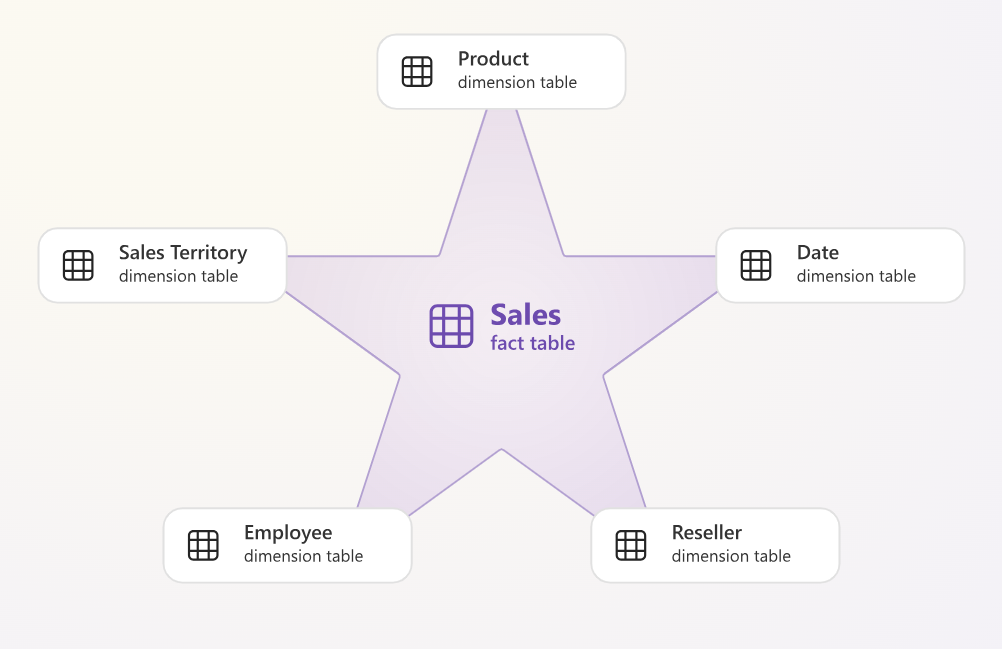 Product
dimension table
Sales Territory
dimension table
Date
dimension table
Sales
fact table
Employee
dimension table
Reseller
dimension table